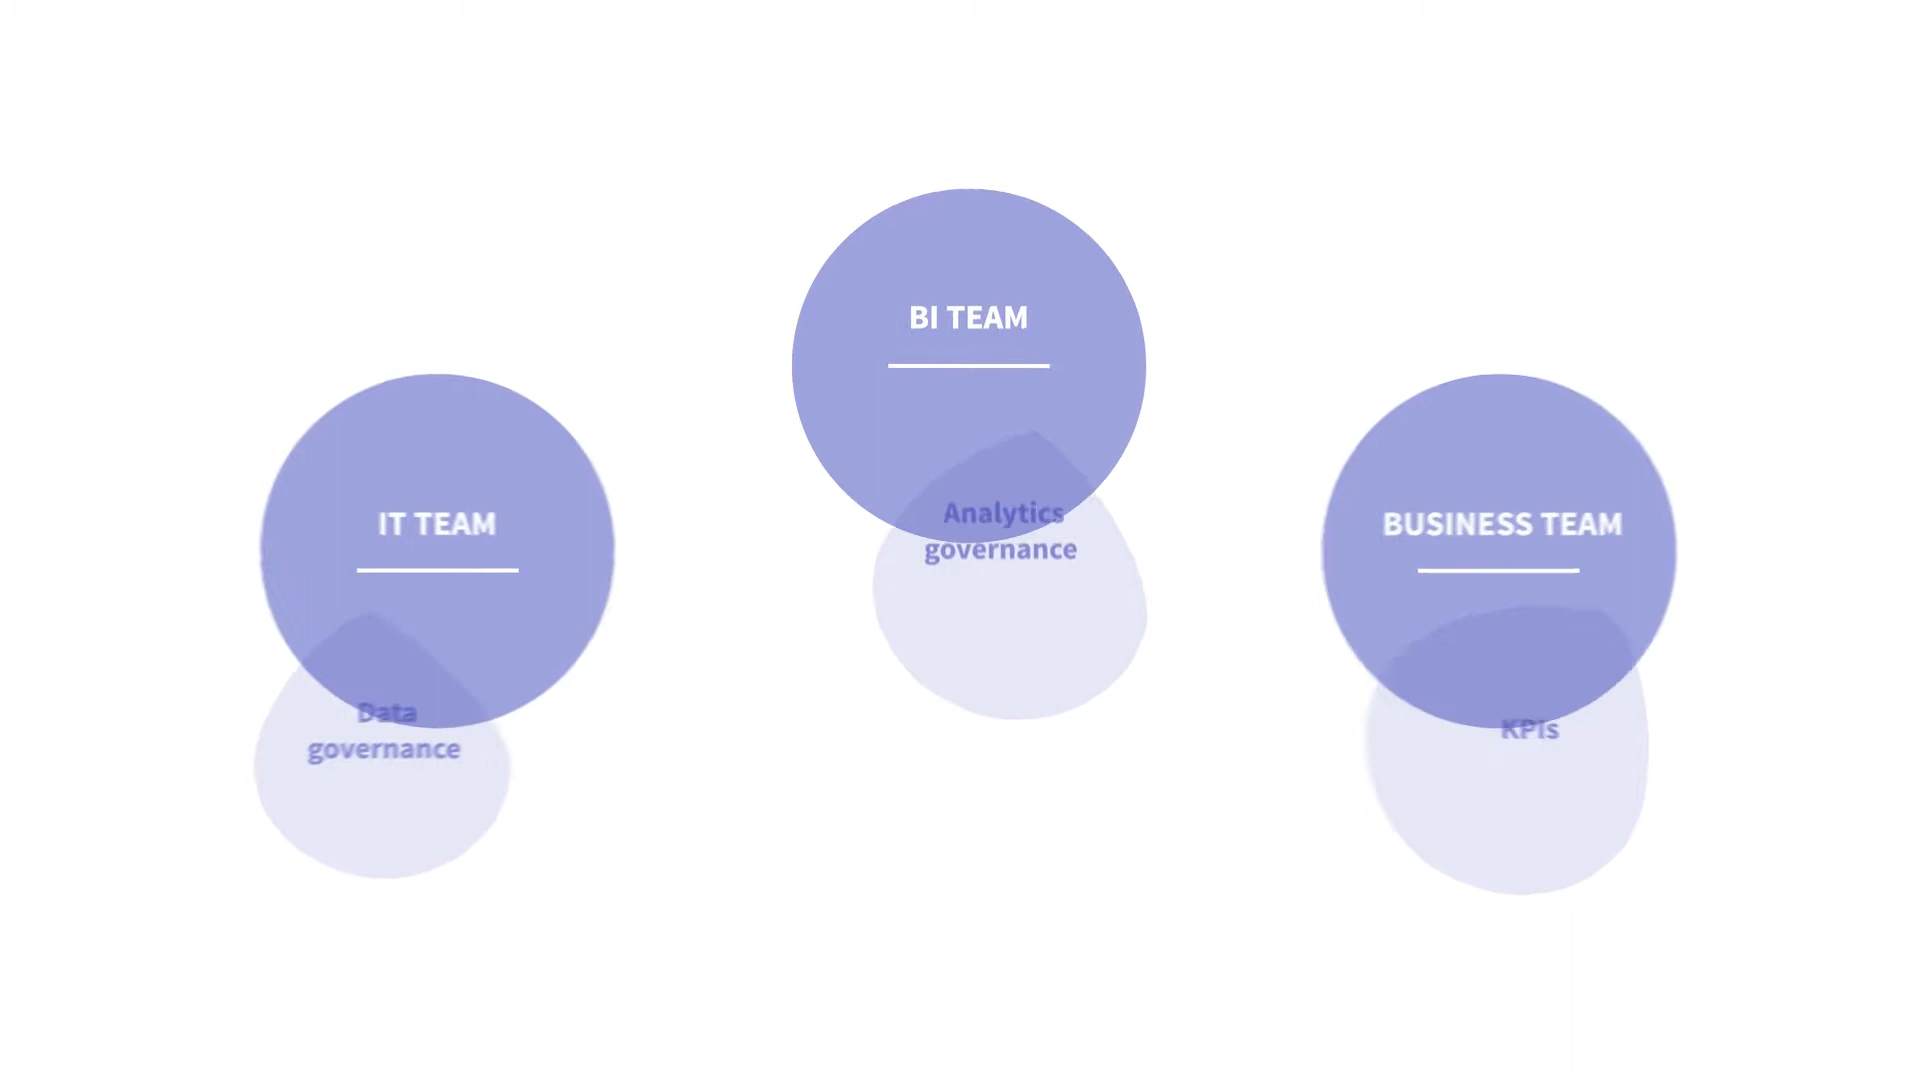 BI TEAM
Analytics
governance
IT TEAM
Data
governance
BUSINESS TEAM
KPIs